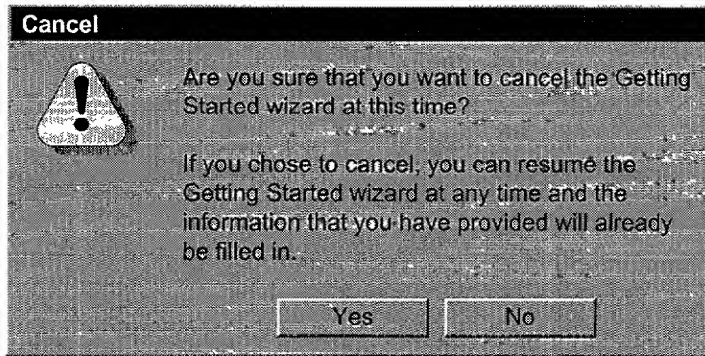 Cancel
Are you sure that you want to cancel the Getting
Started wizard at this time?
If you chose to cancel, you can resume the
Getting Started wizard at any time and the
information that you have provided will already
be filled in.
Yes No